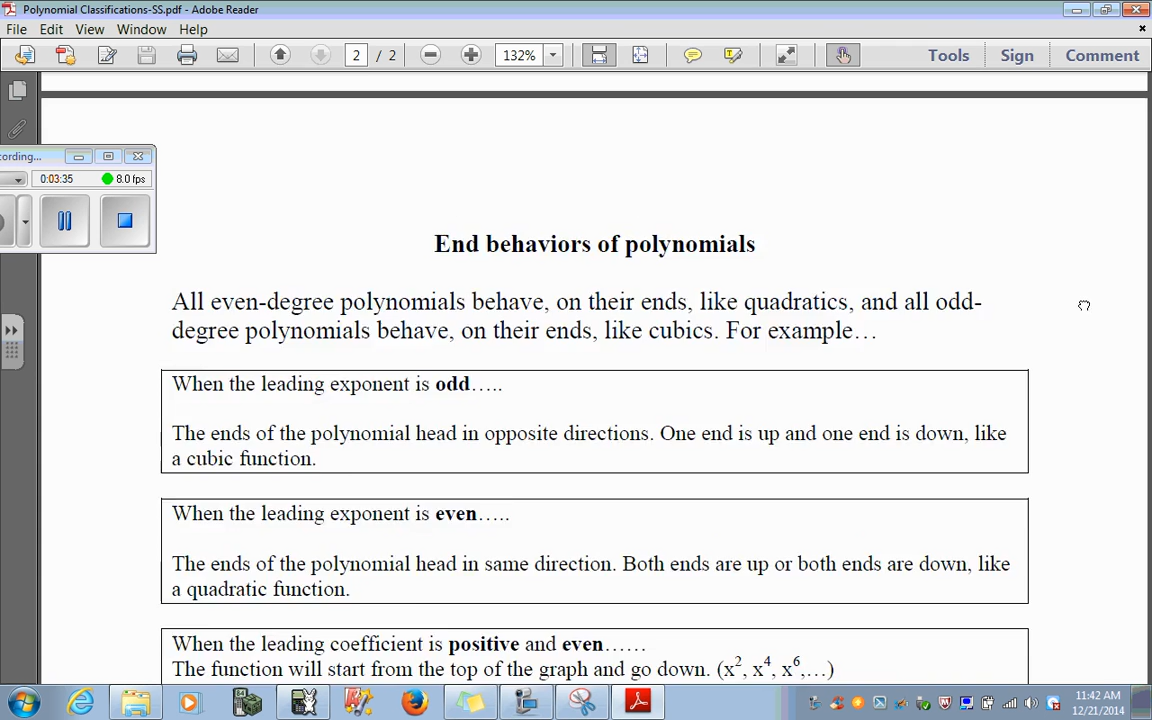 Polynomial Classifications-SS.pdf - Adobe Reader
File Edit View Window Help
2 / 2 132% Tools Sign Comment
cording...
0:03:35 8.0 fps
End behaviors of polynomials
All even-degree polynomials behave, on their ends, like quadratics, and all odd-
degree polynomials behave, on their ends, like cubics. For example…
When the leading exponent is odd…..
The ends of the polynomial head in opposite directions. One end is up and one end is down, like
a cubic function.
When the leading exponent is even…..
The ends of the polynomial head in same direction. Both ends are up or both ends are down, like
a quadratic function.
When the leading coefficient is positive and even……
The function will start from the top of the graph and go down. (x², x⁴, x⁶,…)
11:42 AM
12/21/2014